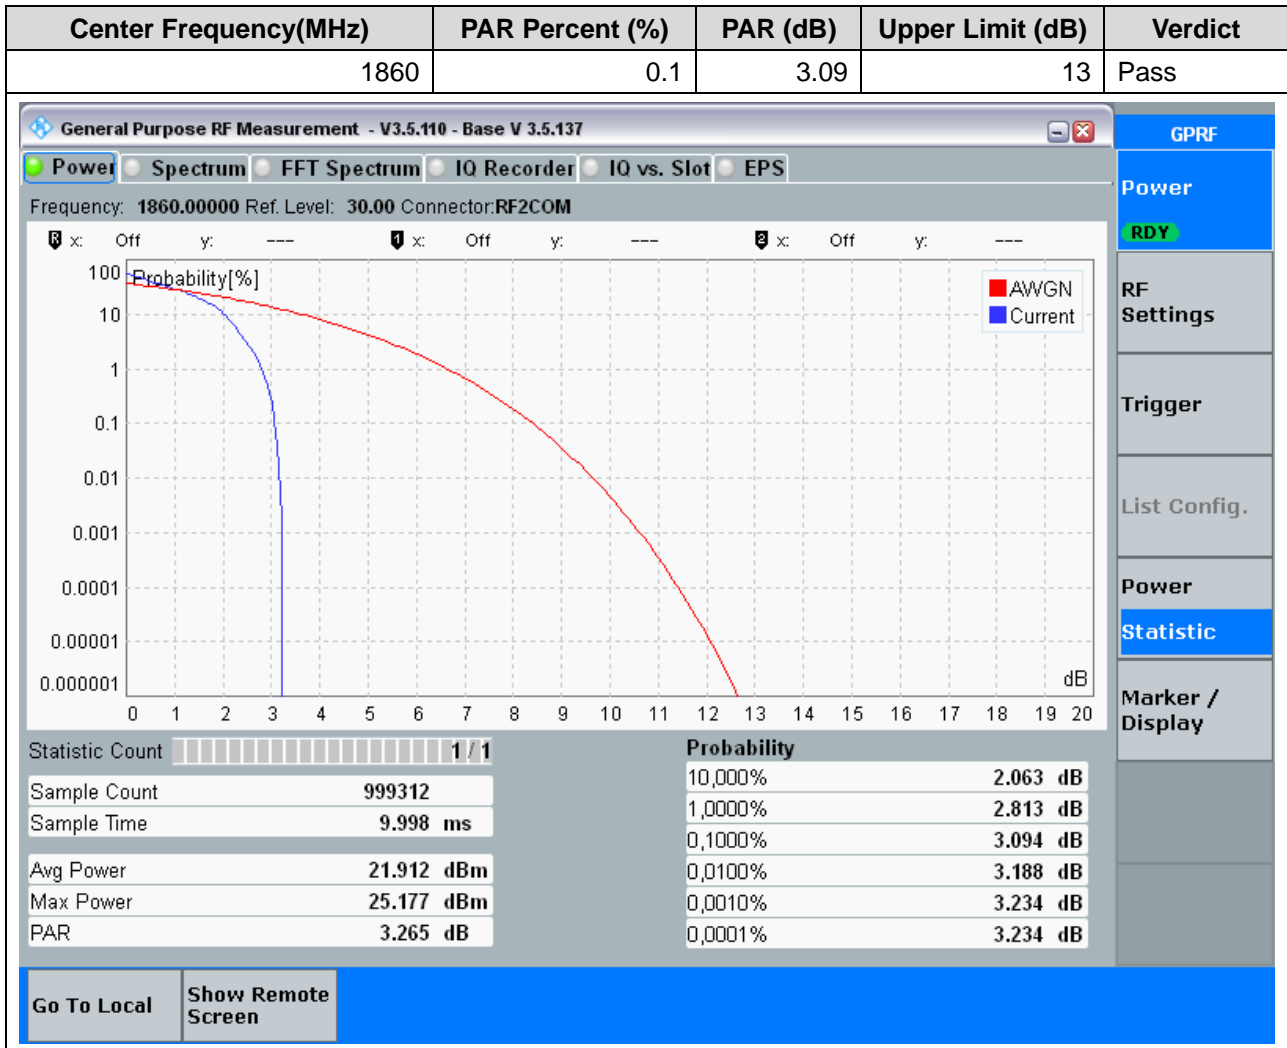 Center Frequency(MHz) PAR Percent (%) PAR (dB) Upper Limit (dB) Verdict
1860 0.1 3.09 13 Pass
General Purpose RF Measurement - V3.5.110 - Base V 3.5.137
GPRF
Power Spectrum FFT Spectrum IQ Recorder IQ vs. Slot EPS
Frequency: 1860.00000 Ref. Level: 30.00 Connector:RF2COM
R x: Off y: --- 1 x: Off y: --- 2 x: Off y: ---
Probability[%]
100
10
1
0.1
0.01
0.001
0.0001
0.00001
0.000001
AWGN
Current
dB
0 1 2 3 4 5 6 7 8 9 10 11 12 13 14 15 16 17 18 19 20
Statistic Count 1 / 1
Sample Count 999312
Sample Time 9.998 ms
Avg Power 21.912 dBm
Max Power 25.177 dBm
PAR 3.265 dB
Probability
10,000% 2.063 dB
1,0000% 2.813 dB
0,1000% 3.094 dB
0,0100% 3.188 dB
0,0010% 3.234 dB
0,0001% 3.234 dB
Power
RDY
RF
Settings
Trigger
List Config.
Power
Statistic
Marker /
Display
Go To Local
Show Remote
Screen